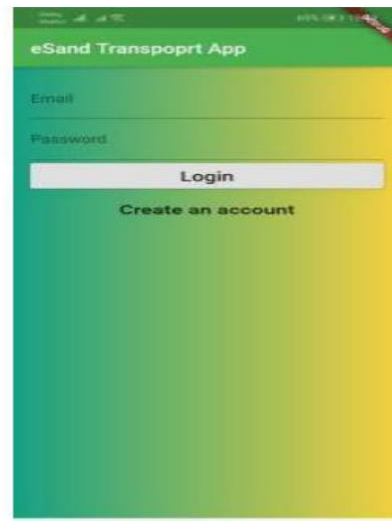 eSand Transpoprt App
Email
Password
Login
Create an account